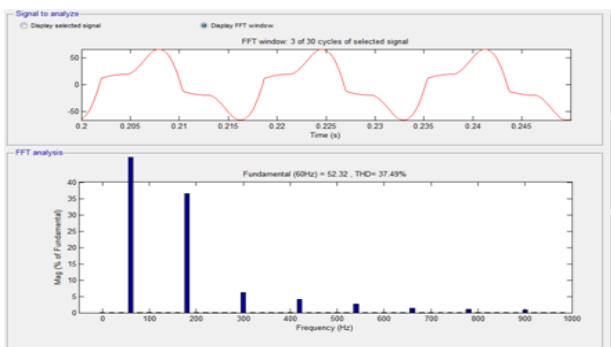 Signal to analyze
Display selected signal
Display FFT window
FFT window: 3 of 30 cycles of selected signal
50
0
-50
0.2 0.205 0.21 0.215 0.22 0.225 0.23 0.235 0.24 0.245
Time (s)
FFT analysis
Fundamental (60Hz) = 52.32 , THD= 37.49%
Mag (% of Fundamental)
40
35
30
25
20
15
10
5
0
0 100 200 300 400 500 600 700 800 900 1000
Frequency (Hz)